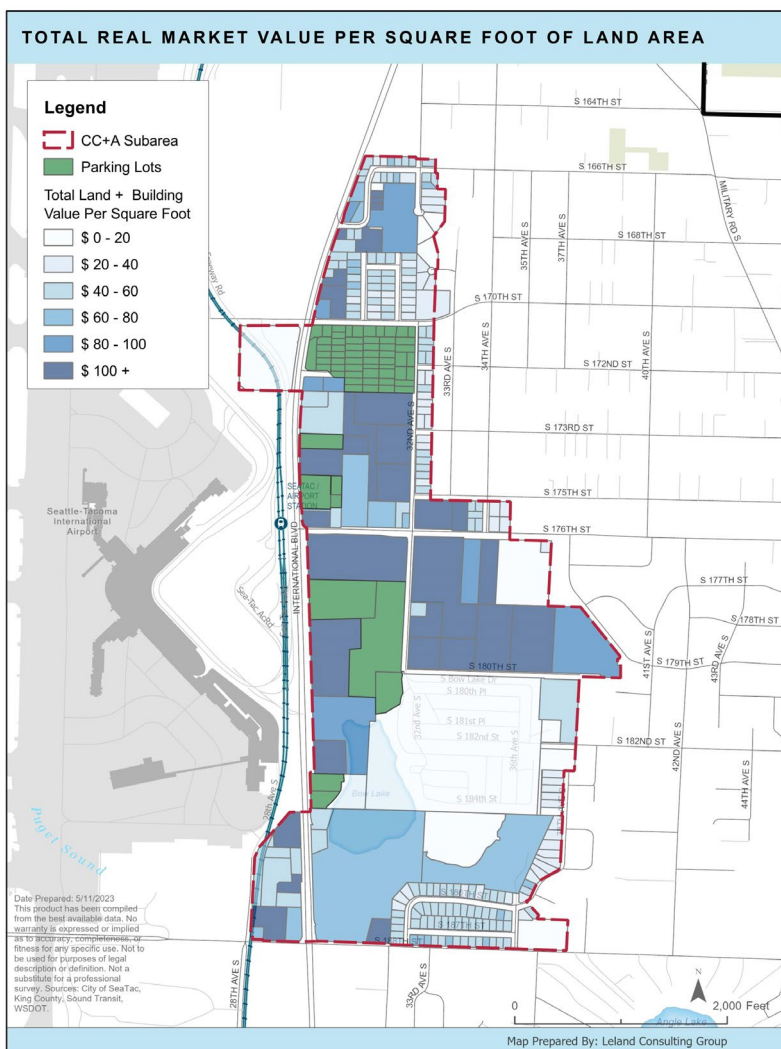 TOTAL REAL MARKET VALUE PER SQUARE FOOT OF LAND AREA
Legend
CC+A Subarea
Parking Lots
Total Land + Building
Value Per Square Foot
$ 0 - 20
$ 20 - 40
$ 40 - 60
$ 60 - 80
$ 80 - 100
$ 100 +
S 164TH ST
S 166TH ST
MILITARY RD S
35TH AVE S
37TH AVE S
S 168TH ST
S 170TH ST
33RD AVE S
34TH AVE S
40TH AVE S
S 172ND ST
32ND AVE S
S 173RD ST
SEATAC /
AIRPORT
STATION
Seattle-Tacoma
International
Airport
S 175TH ST
S 176TH ST
INTERNATIONAL BLVD
S 177TH ST
S 178TH ST
41ST AVE S
S 179TH ST
43RD AVE S
S 180TH ST
S Bow Lake Dr
S 180th Pl
32nd Ave S
S 181st Pl
S 182nd St
36th Ave S
S 182ND ST
42ND AVE S
44TH AVE S
Bow Lake
S 184th St
28th Ave S
Puget Sound
S 186TH ST
S 187TH ST
S 188TH ST
28TH AVE S
33RD AVE S
Date Prepared: 5/11/2023
This product has been compiled
from the best available data. No
warranty is expressed or implied
as to accuracy, completeness, or
fitness for any specific use. Not to
be used for purposes of legal
description or definition. Not a
substitute for a professional
survey. Sources: City of SeaTac,
King County, Sound Transit,
WSDOT.
N
0
2,000 Feet
Angle Lake
Map Prepared By: Leland Consulting Group